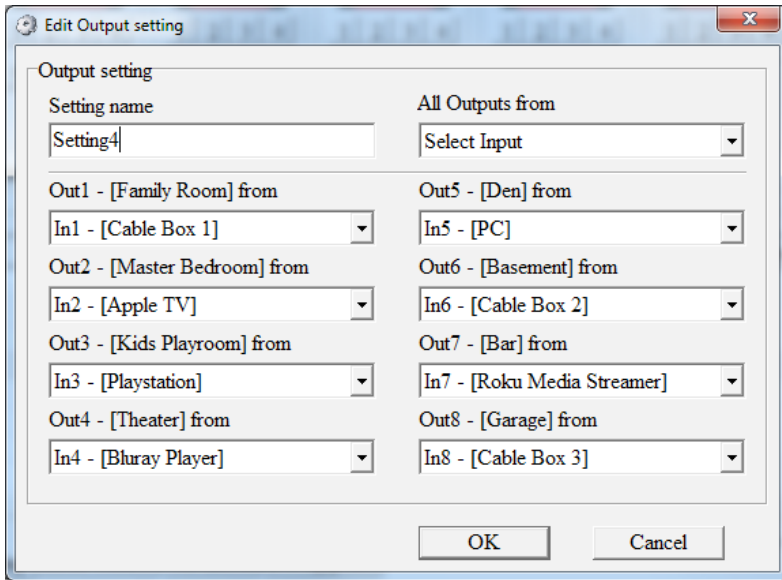 Edit Output setting
Output setting
Setting name
All Outputs from
Setting4
Select Input
Out1 - [Family Room] from
Out5 - [Den] from
In1 - [Cable Box 1]
In5 - [PC]
Out2 - [Master Bedroom] from
Out6 - [Basement] from
In2 - [Apple TV]
In6 - [Cable Box 2]
Out3 - [Kids Playroom] from
Out7 - [Bar] from
In3 - [Playstation]
In7 - [Roku Media Streamer]
Out4 - [Theater] from
Out8 - [Garage] from
In4 - [Bluray Player]
In8 - [Cable Box 3]
OK
Cancel